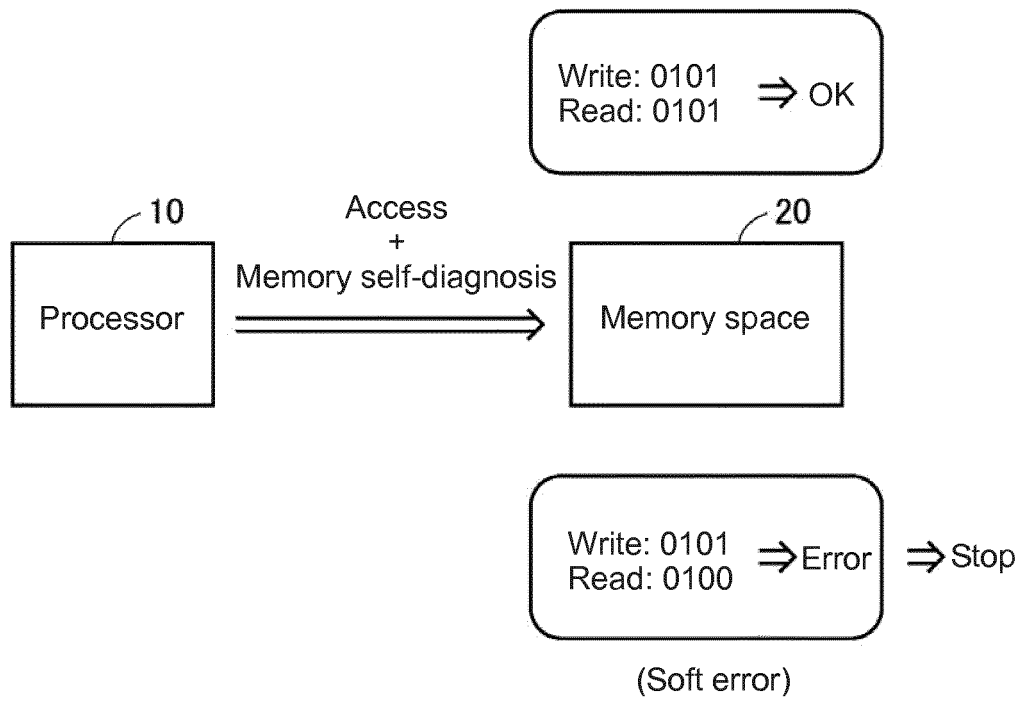 Write: 0101
Read: 0101
⇒ OK
10
Access
+
Memory self-diagnosis
20
Processor
Memory space
Write: 0101
Read: 0100
⇒ Error
⇒ Stop
(Soft error)